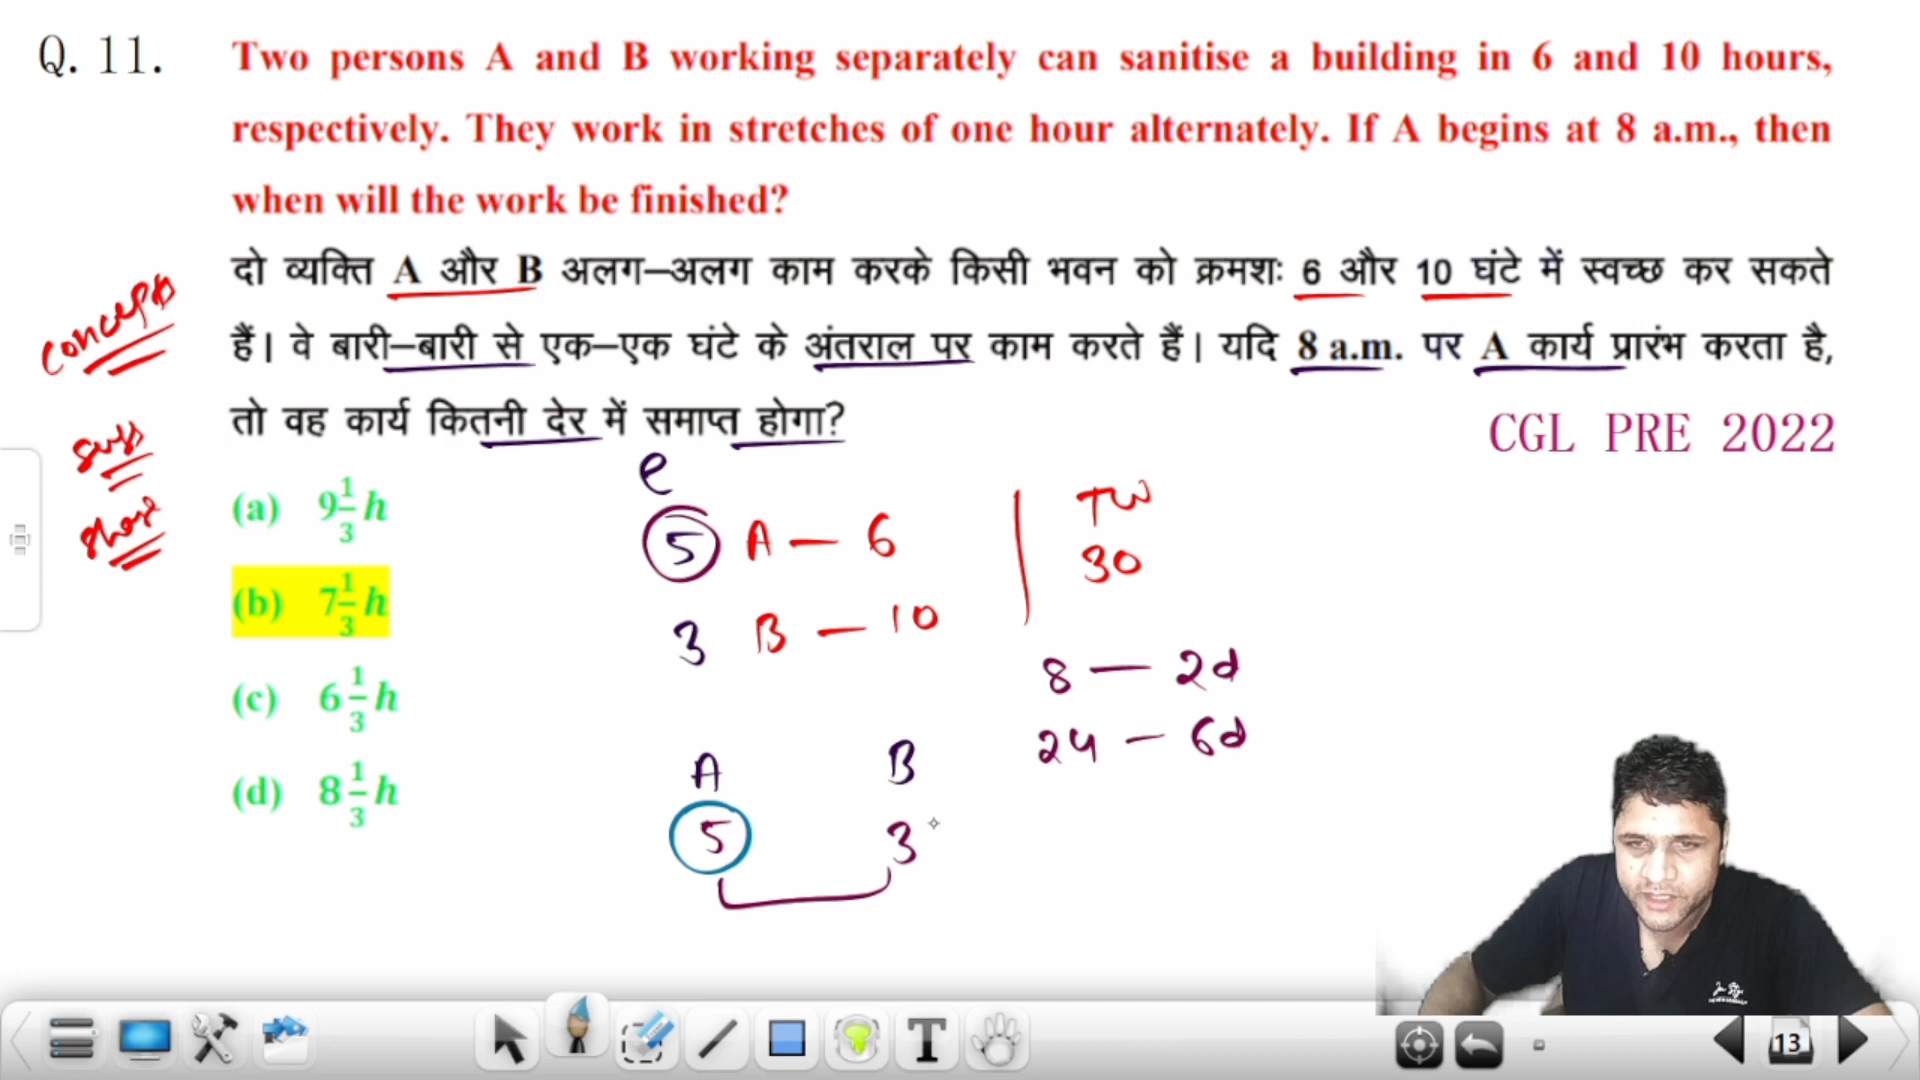 Q. 11. Two persons A and B working separately can sanitise a building in 6 and 10 hours,
respectively. They work in stretches of one hour alternately. If A begins at 8 a.m., then
when will the work be finished?
दो व्यक्ति A और B अलग–अलग काम करके किसी भवन को क्रमशः 6 और 10 घंटे में स्वच्छ कर सकते
हैं। वे बारी–बारी से एक–एक घंटे के अंतराल पर काम करते हैं। यदि 8 a.m. पर A कार्य प्रारंभ करता है,
तो वह कार्य कितनी देर में समाप्त होगा?
CGL PRE 2022
(a) 9 1/3 h
(b) 7 1/3 h
(c) 6 1/3 h
(d) 8 1/3 h
e
5 A — 6
3 B — 10
TW
30
8 — 2d
24 — 6d
A B
5 3
T
13